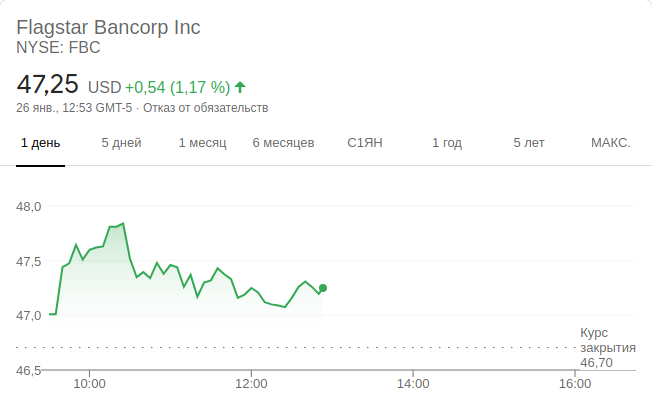 Flagstar Bancorp Inc
NYSE: FBC
47,25 USD +0,54 (1,17 %)
26 янв., 12:53 GMT-5 · Отказ от обязательств
1 день 5 дней 1 месяц 6 месяцев С1ЯН 1 год 5 лет МАКС.
48,0
47,5
47,0
Курс
закрытия
46,70
46,5
10:00 12:00 14:00 16:00